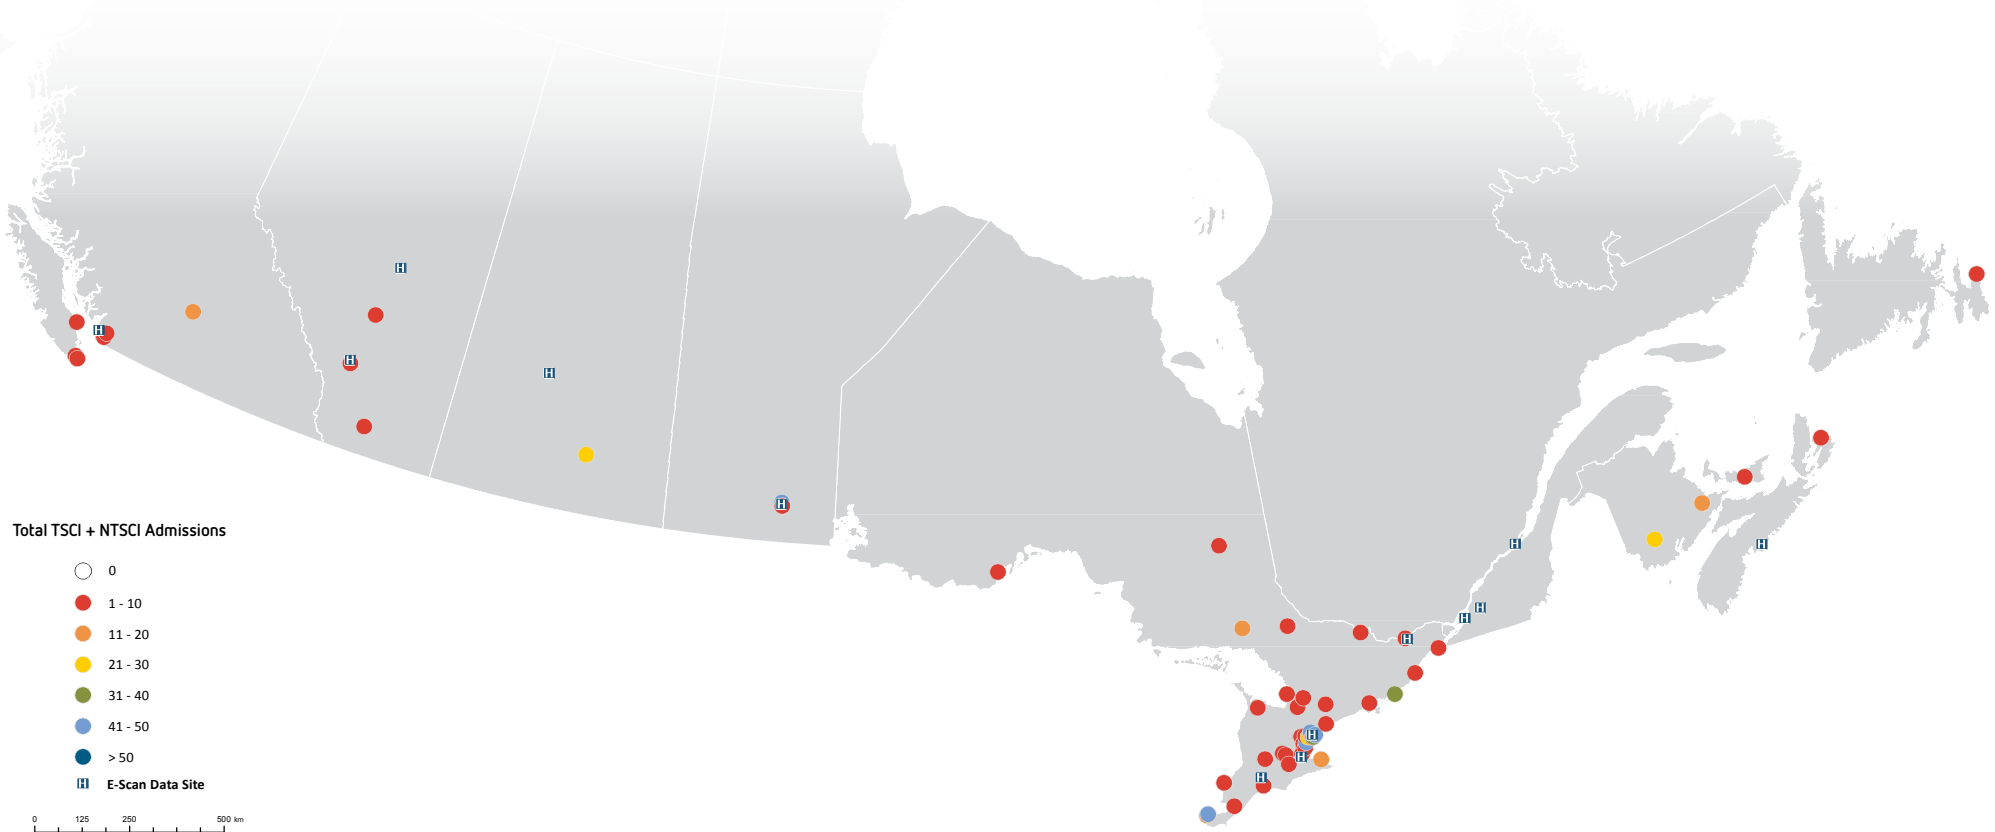 Total TSCI + NTSCI Admissions
0
1 - 10
11 - 20
21 - 30
31 - 40
41 - 50
> 50
H E-Scan Data Site
0 125 250 500 km
H
H
H
H
H
H
H
H
H
H
H
H
H
H